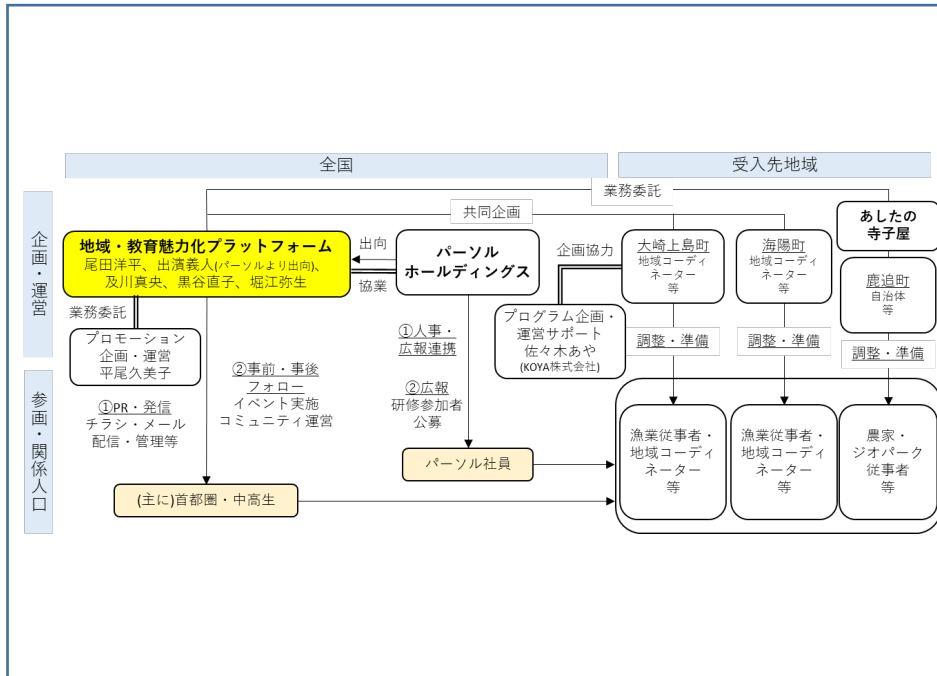 全国
受入先地域
企画・運営
参画・関係人口
業務委託
共同企画
地域・教育魅力化プラットフォーム
尾田洋平、出濱義人(パーソルより出向)、
及川真央、黒谷直子、堀江弥生
出向
協業
パーソル
ホールディングス
企画協力
大崎上島町
地域コーディ
ネーター
等
海陽町
地域コーディ
ネーター
等
あしたの
寺子屋
鹿追町
自治体
等
業務委託
プロモーション
企画・運営
平尾久美子
プログラム企画・
運営サポート
佐々木あや
(KOYA株式会社)
①人事・
広報連携
②広報
研修参加者
公募
調整・準備
調整・準備
調整・準備
①PR・発信
チラシ・メール
配信・管理等
②事前・事後
フォロー
イベント実施
コミュニティ運営
パーソル社員
(主に)首都圏・中高生
漁業従事者・
地域コーディ
ネーター
等
漁業従事者・
地域コーディ
ネーター
等
農家・
ジオパーク
従事者
等